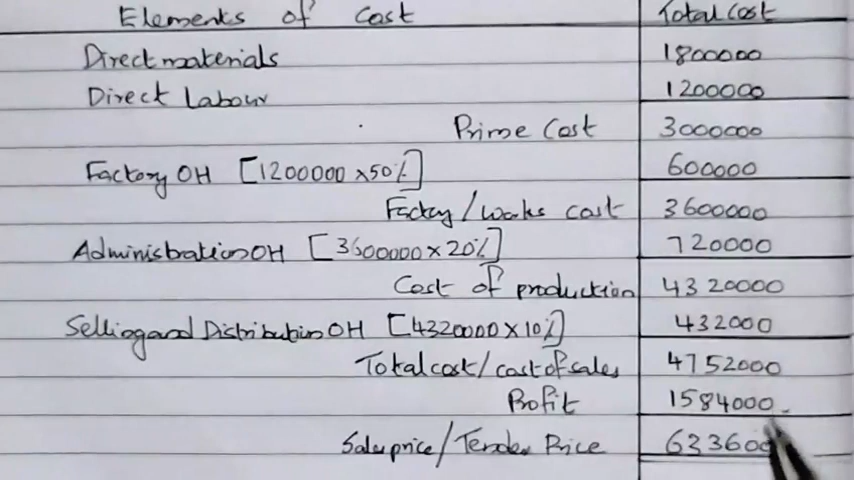 Elements of Cost Total Cost
Direct materials 1800000
Direct Labour 1200000
Prime Cost 3000000
Factory OH [1200000 x 50%] 600000
Factory / works cost 3600000
Administration OH [3600000 x 20%] 720000
Cost of production 4320000
Selling and Distribution OH [4320000 x 10%] 432000
Total cost / cost of sales 4752000
Profit 1584000
Sales price / Tender Price 633600